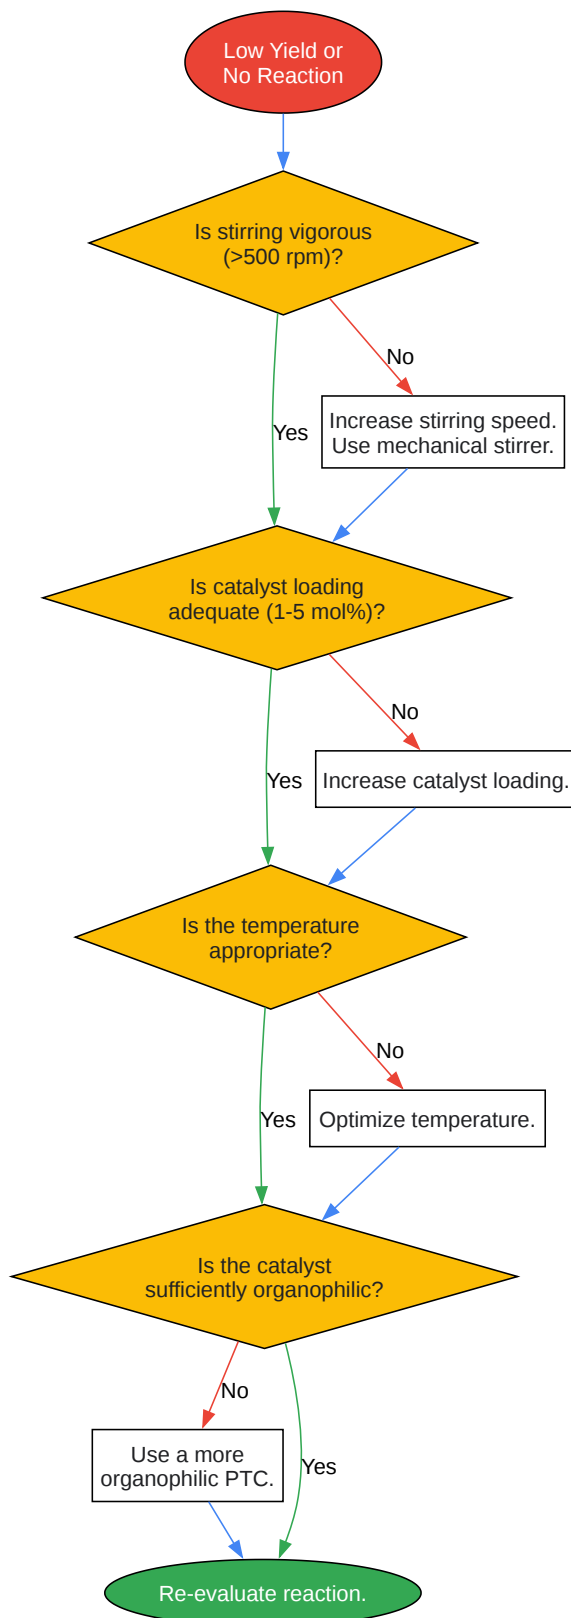 Low Yield or
No Reaction
Is stirring vigorous
(>500 rpm)?
No
Yes
Increase stirring speed.
Use mechanical stirrer.
Is catalyst loading
adequate (1-5 mol%)?
No
Yes
Increase catalyst loading.
Is the temperature
appropriate?
No
Yes
Optimize temperature.
Is the catalyst
sufficiently organophilic?
No
Yes
Use a more
organophilic PTC.
Re-evaluate reaction.